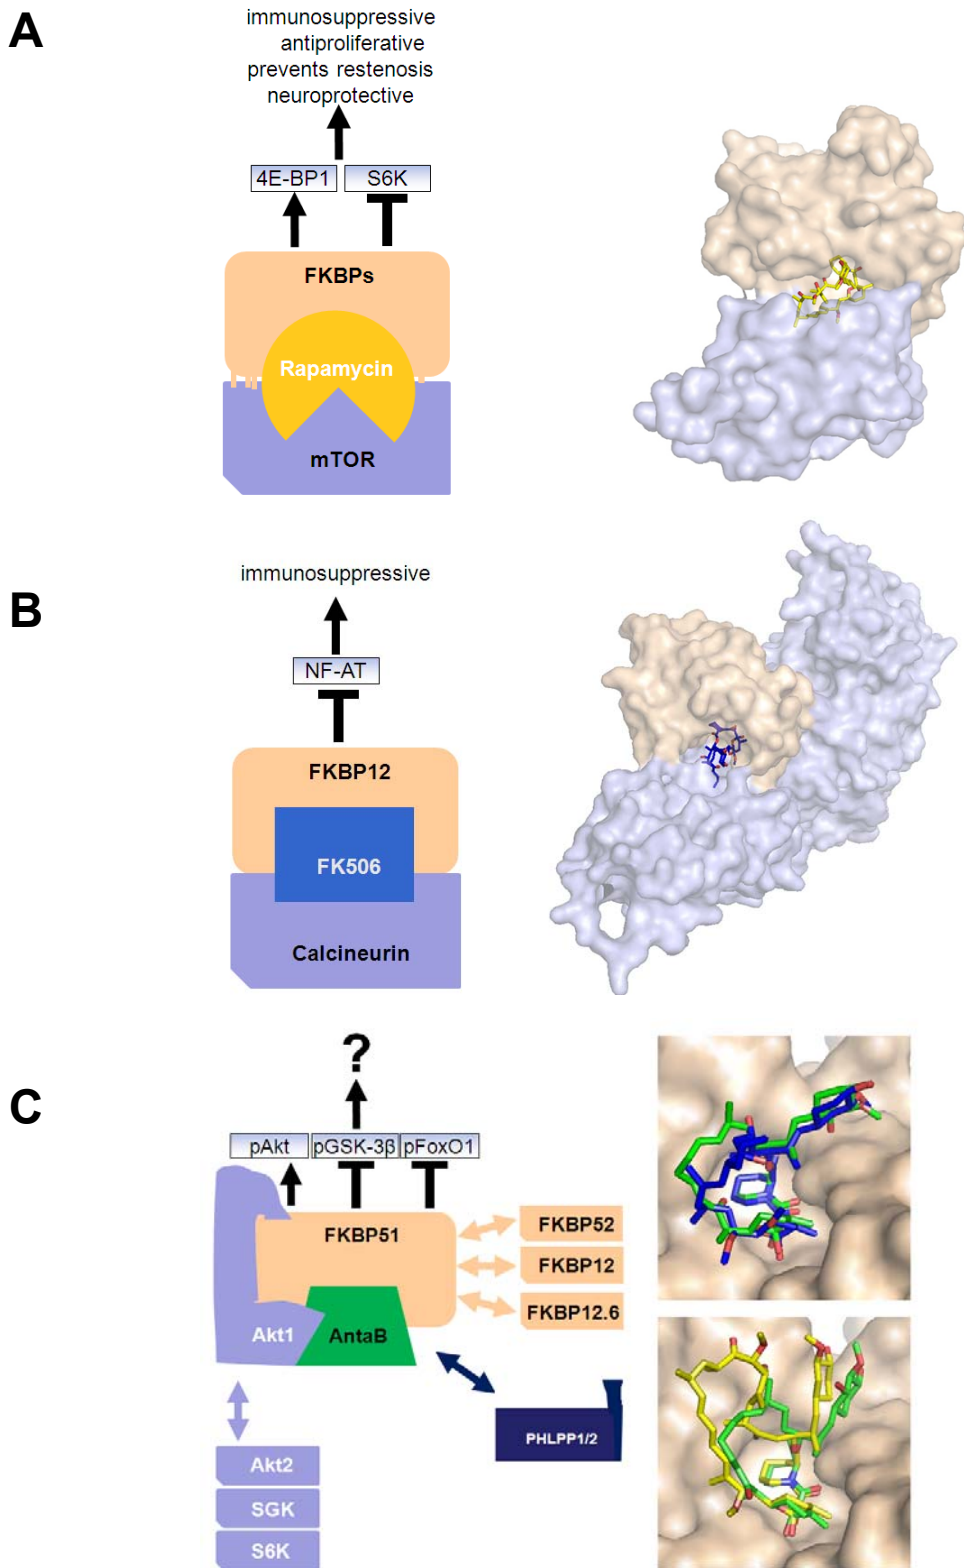 A
immunosuppressive
antiproliferative
prevents restenosis
neuroprotective
4E-BP1 S6K
FKBPs
Rapamycin
mTOR
B
immunosuppressive
NF-AT
FKBP12
FK506
Calcineurin
C
?
pAkt pGSK-3β pFoxO1
FKBP51
FKBP52
FKBP12
FKBP12.6
Akt1 AntaB
PHLPP1/2
Akt2
SGK
S6K